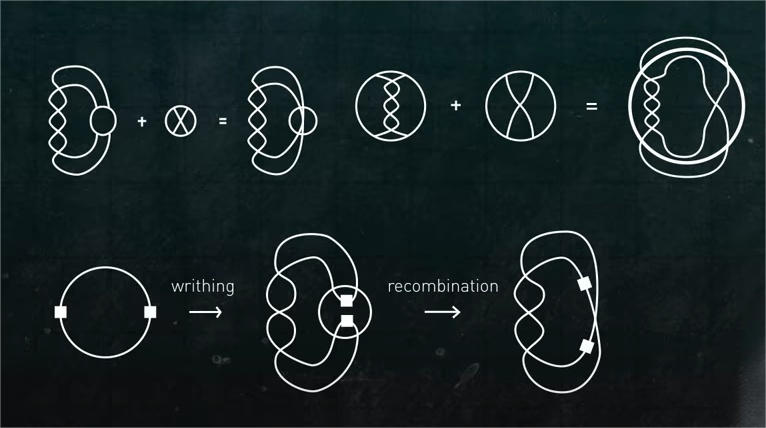 + =
+ =
writhing
recombination